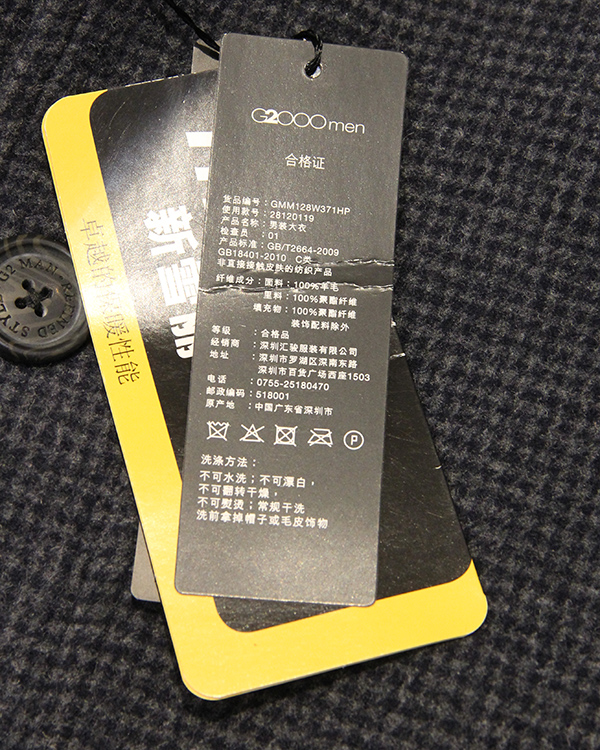 G2000men
合格证
货品编号：GMM128W371HP
使用款号：28120119
产品名称：男装大衣
检查员：01
产品标准：GB/T2664-2009
GB18401-2010 C类
非直接接触皮肤的纺织产品
纤维成分：面料：100%羊毛
里料：100%聚脂纤维
填充物：100%聚脂纤维
装饰配料除外
等级：合格品
经销商：深圳汇骏服装有限公司
地址：深圳市罗湖区深南东路
深圳市百货广场西座1503
电话：0755-25180470
邮政编码：518001
原产地：中国广东省深圳市
P
洗涤方法：
不可水洗；不可漂白，
不可翻转干燥，
不可熨烫；常规干洗
洗前拿掉帽子或毛皮饰物
新雪丽
卓越的保暖性能
MAN